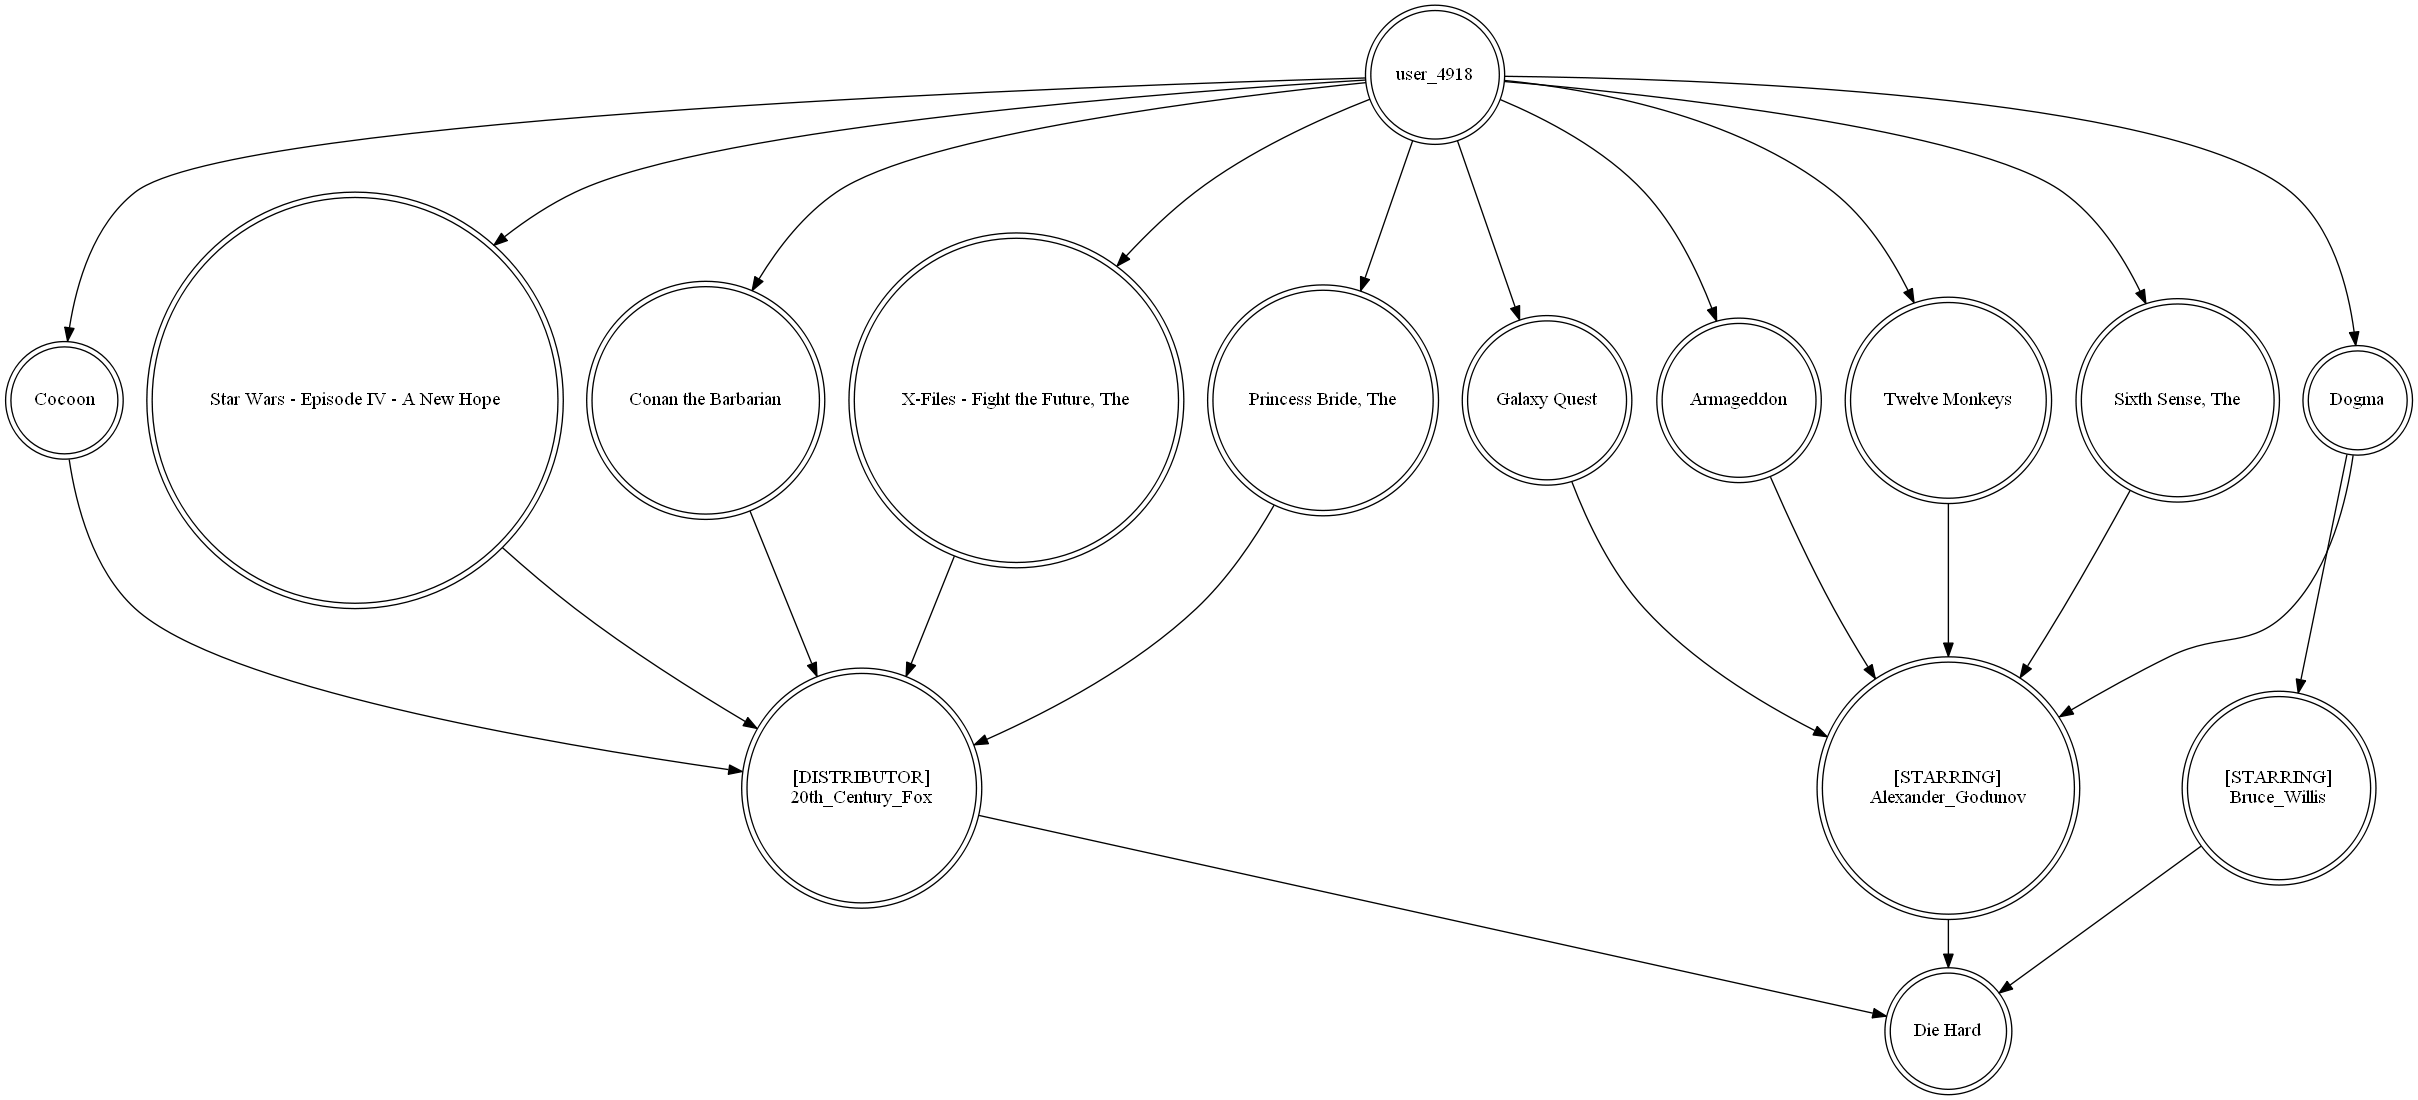 user_4918
Cocoon
Star Wars - Episode IV - A New Hope
Conan the Barbarian
X-Files - Fight the Future, The
Princess Bride, The
Galaxy Quest
Armageddon
Twelve Monkeys
Sixth Sense, The
Dogma
[DISTRIBUTOR]
20th_Century_Fox
[STARRING]
Alexander_Godunov
[STARRING]
Bruce_Willis
Die Hard